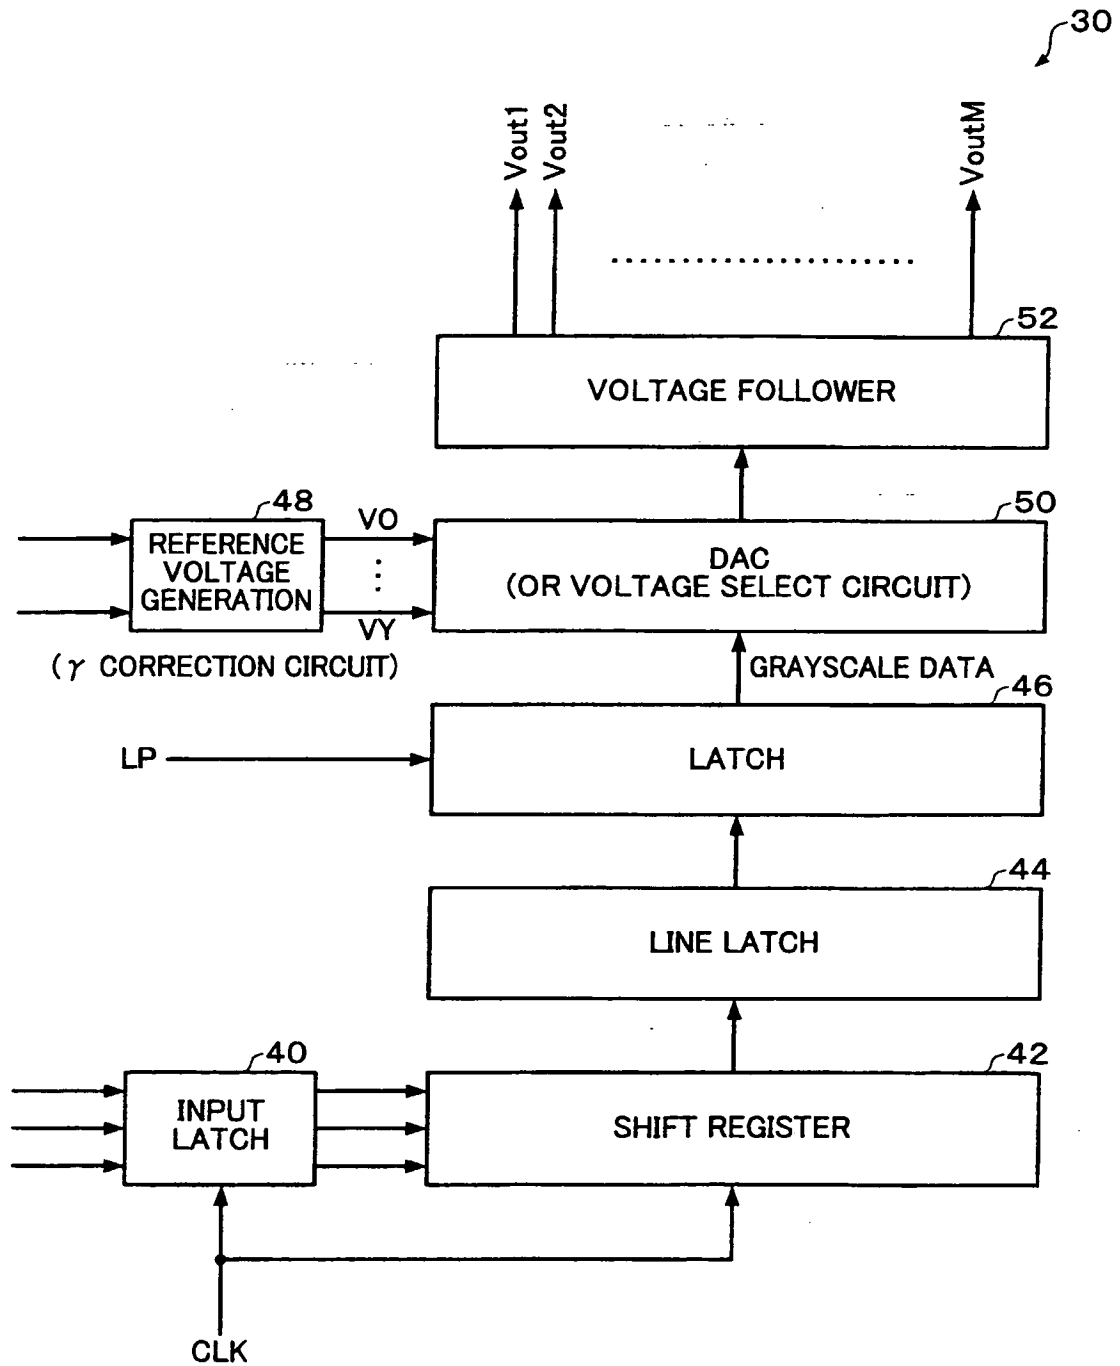 30
Vout1
Vout2
VoutM
52
VOLTAGE FOLLOWER
48
REFERENCE
VOLTAGE
GENERATION
(γ CORRECTION CIRCUIT)
VO
VY
50
DAC
(OR VOLTAGE SELECT CIRCUIT)
GRAYSCALE DATA
46
LP
LATCH
44
LINE LATCH
40
INPUT
LATCH
42
SHIFT REGISTER
CLK